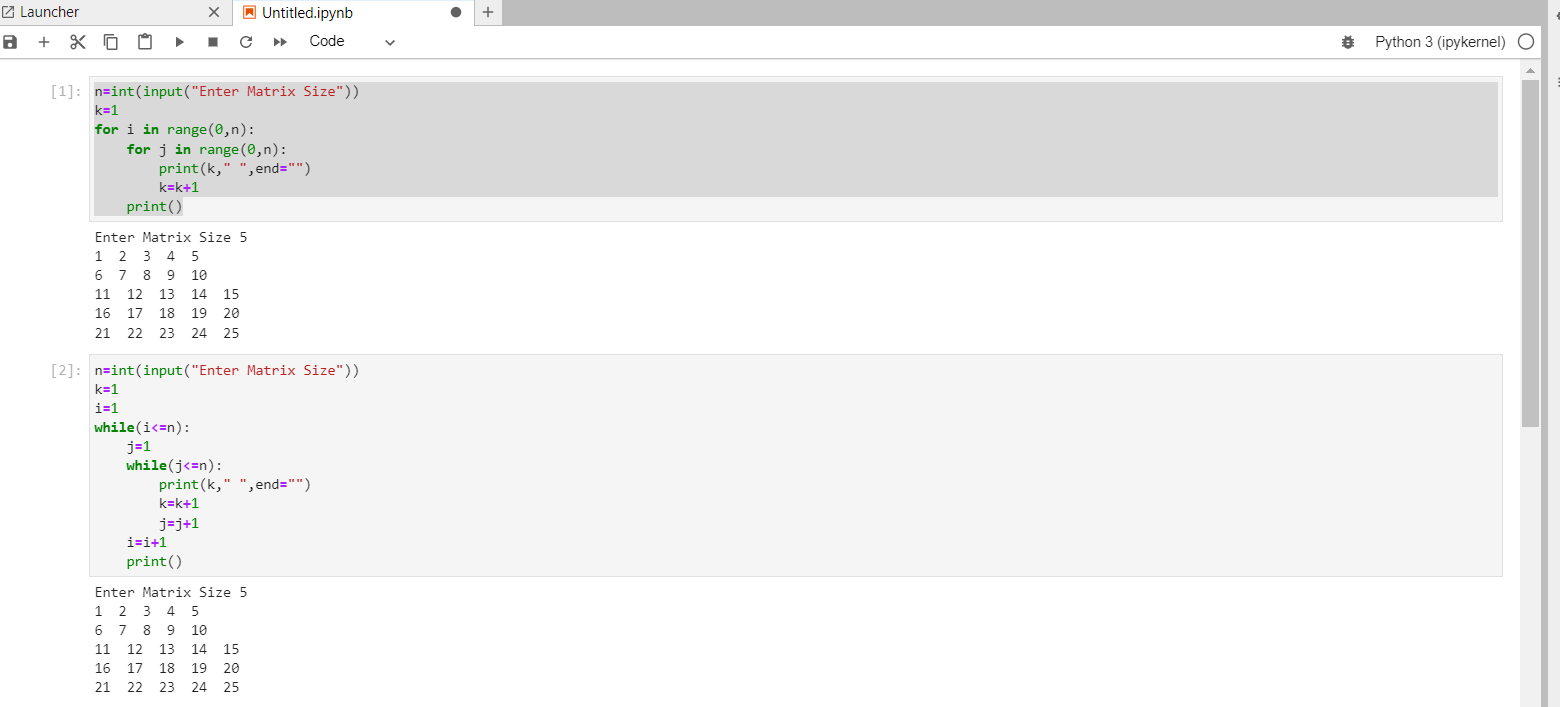 Launcher
Untitled.ipynb
Code
Python 3 (ipykernel)
[1]:
n=int(input("Enter Matrix Size"))
k=1
for i in range(0,n):
    for j in range(0,n):
        print(k," ",end="")
        k=k+1
    print()
Enter Matrix Size 5
1  2  3  4  5
6  7  8  9  10
11  12  13  14  15
16  17  18  19  20
21  22  23  24  25
[2]:
n=int(input("Enter Matrix Size"))
k=1
i=1
while(i<=n):
    j=1
    while(j<=n):
        print(k," ",end="")
        k=k+1
        j=j+1
    i=i+1
    print()
Enter Matrix Size 5
1  2  3  4  5
6  7  8  9  10
11  12  13  14  15
16  17  18  19  20
21  22  23  24  25